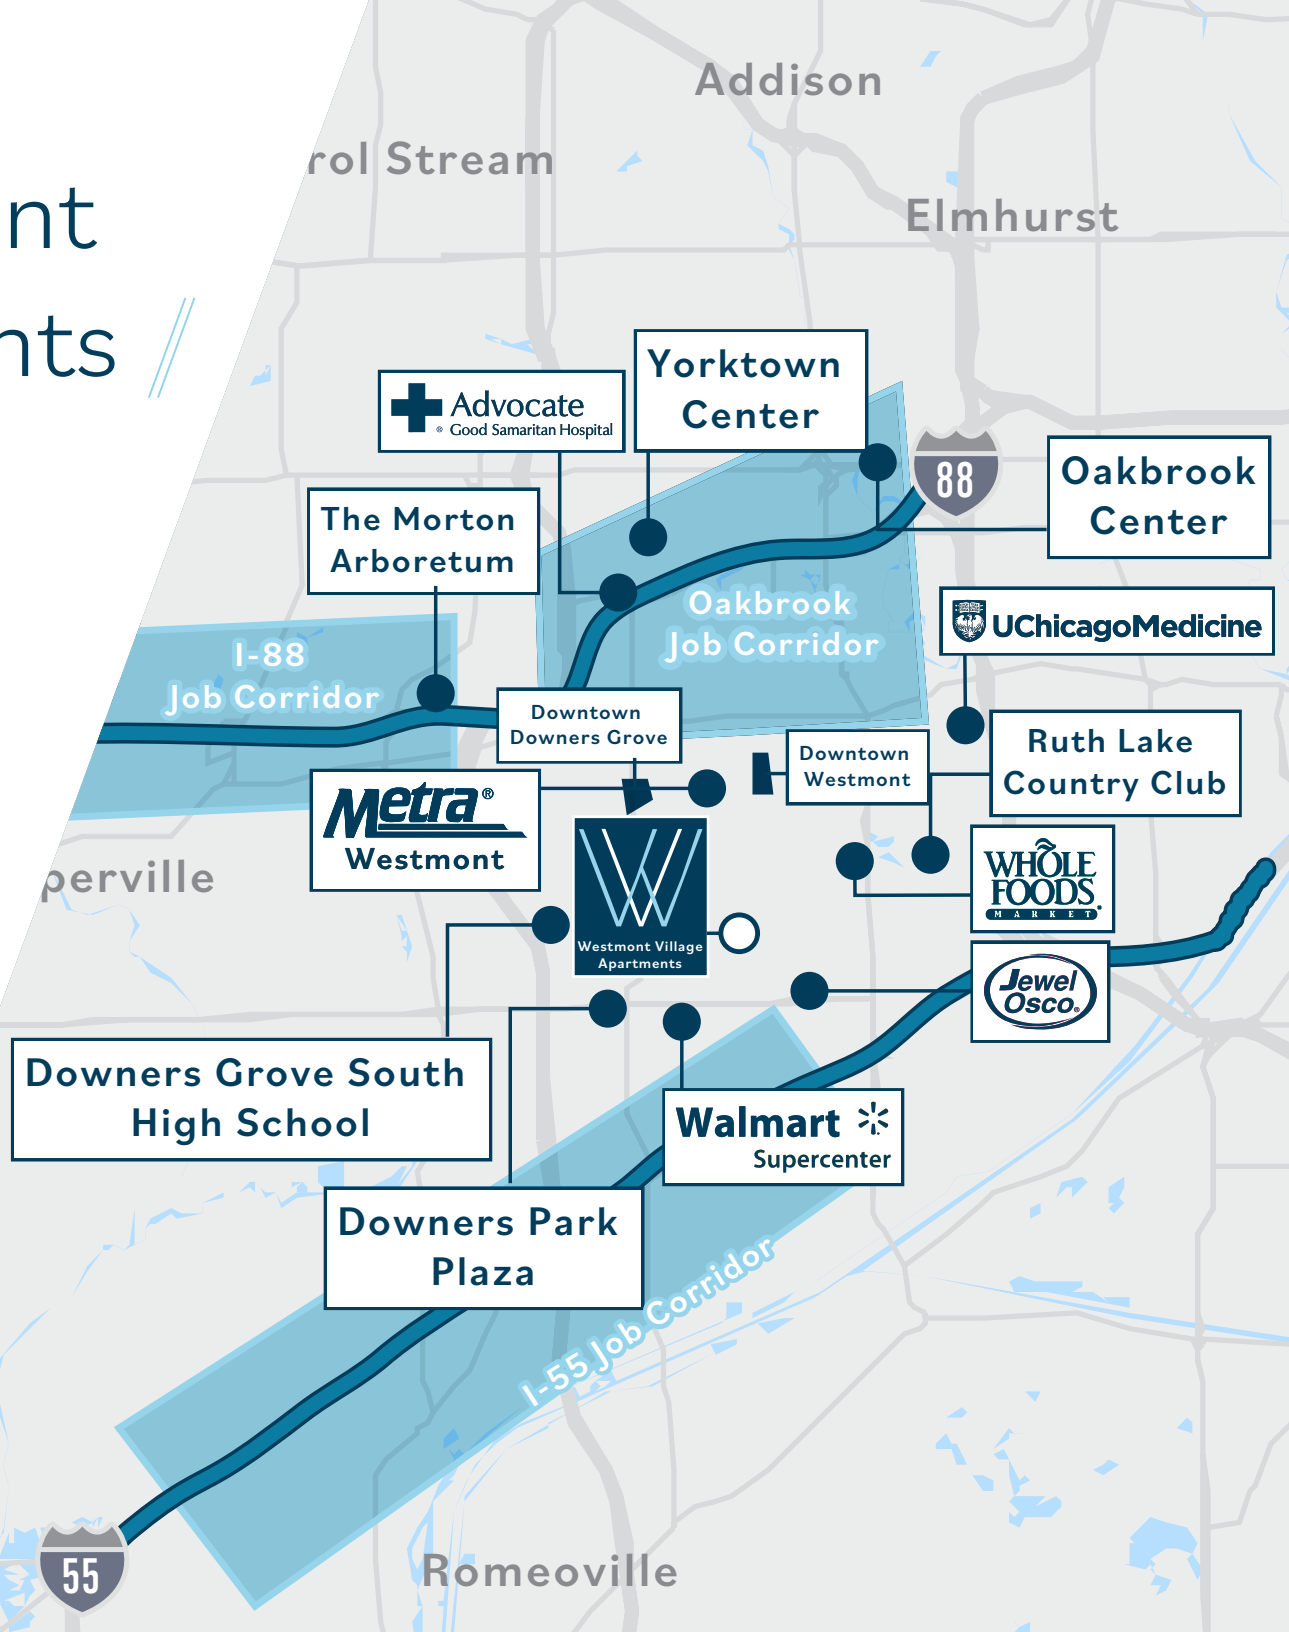 Addison
rol Stream
nt
Elmhurst
nts
Yorktown
Center
Advocate
® Good Samaritan Hospital
88
Oakbrook
Center
The Morton
Arboretum
Oakbrook
Job Corridor
UChicagoMedicine
I-88
Job Corridor
Downtown
Downers Grove
Downtown
Westmont
Ruth Lake
Country Club
Metra®
Westmont
WHOLE
FOODS
MARKET
perville
Westmont Village
Apartments
Jewel
Osco®
Downers Grove South
High School
Walmart
Supercenter
Downers Park
Plaza
I-55 Job Corridor
55
Romeoville